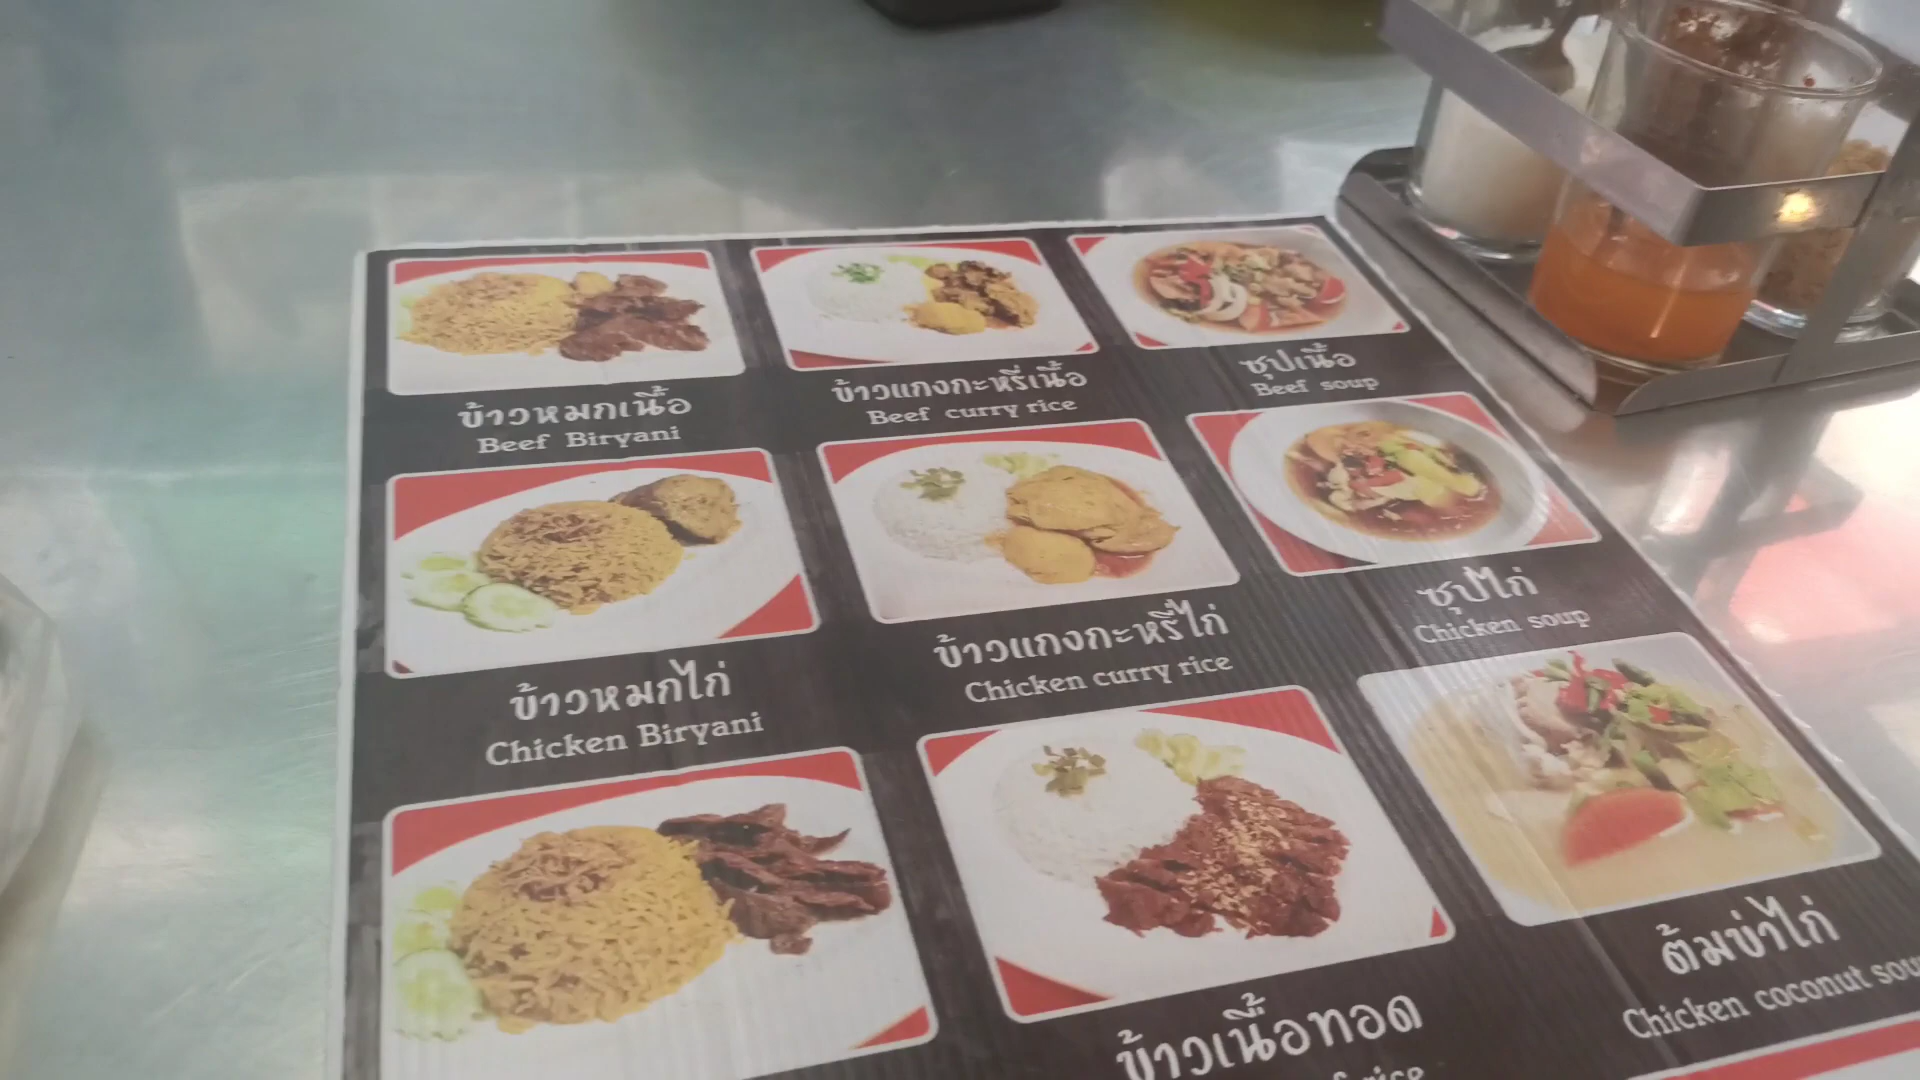 ข้าวหมกเนื้อ
Beef Biryani
ข้าวแกงกะหรี่เนื้อ
Beef curry rice
ซุปเนื้อ
Beef soup
ข้าวหมกไก่
Chicken Biryani
ข้าวแกงกะหรี่ไก่
Chicken curry rice
ซุปไก่
Chicken soup
ข้าวเนื้อทอด
rice
ต้มข่าไก่
Chicken coconut